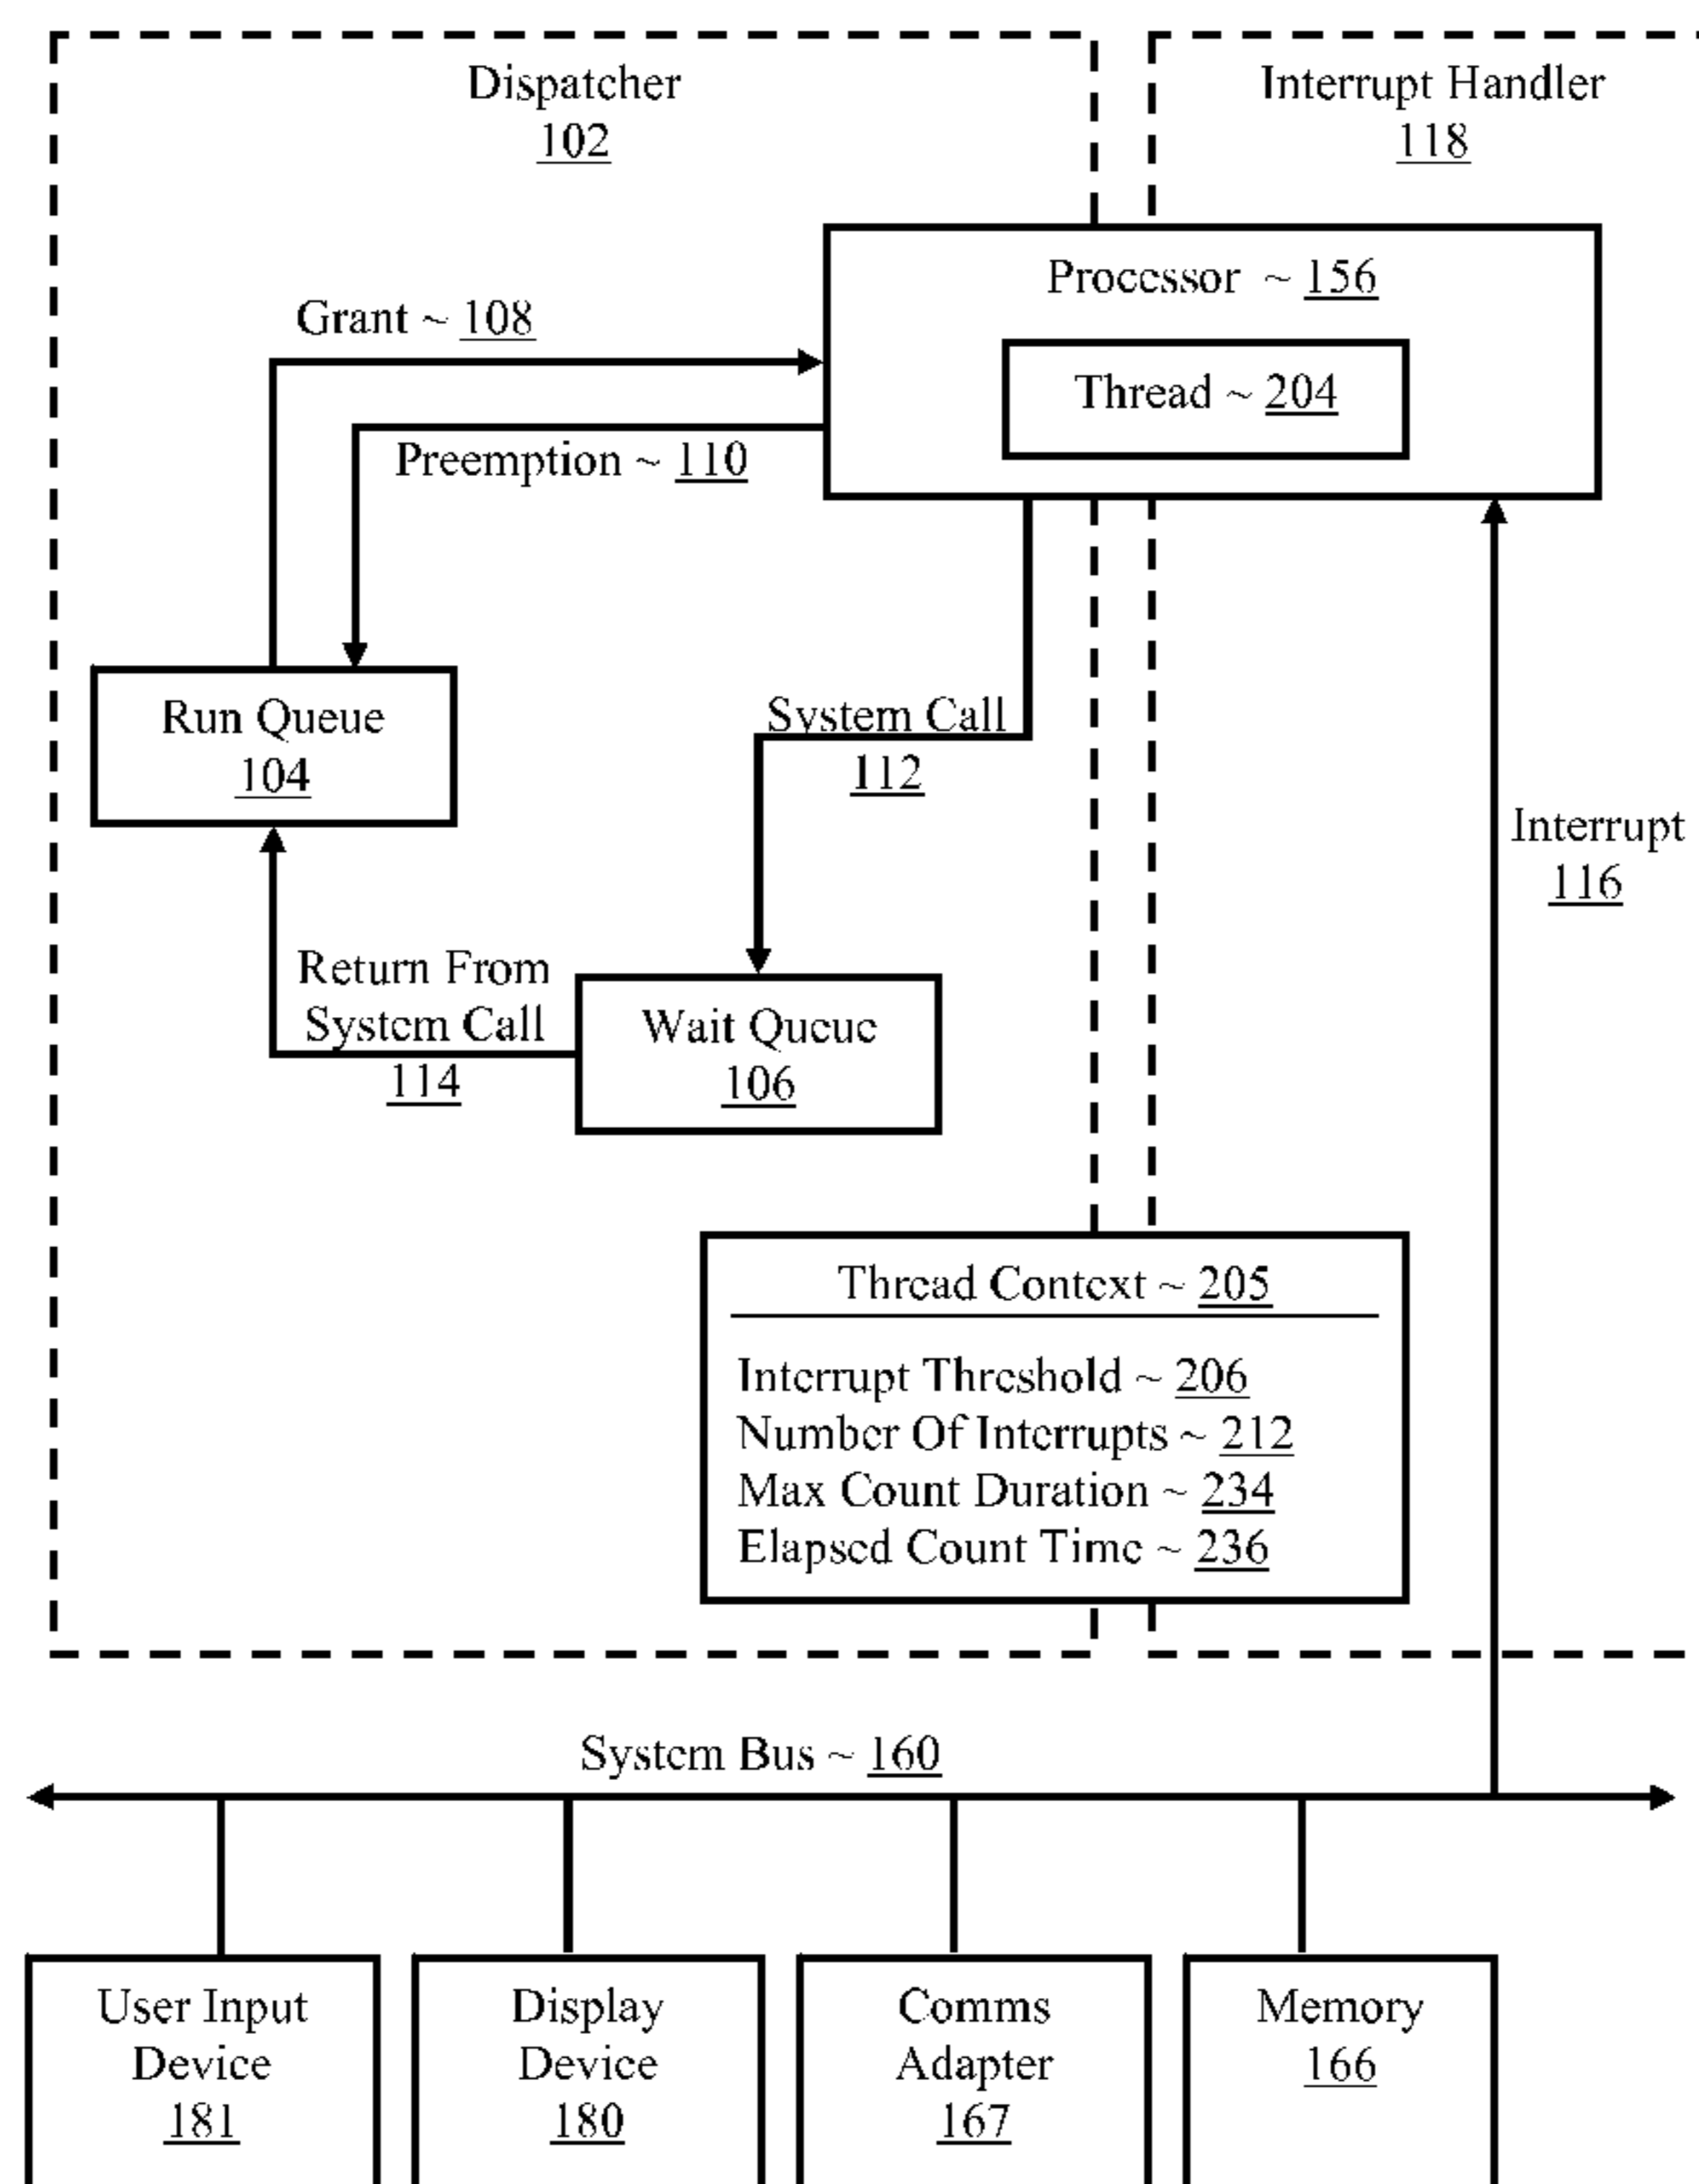 Dispatcher
102
Interrupt Handler
118
Processor ~ 156
Thread ~ 204
Grant ~ 108
Preemption ~ 110
Run Queue
104
System Call
112
Interrupt
116
Return From
System Call
114
Wait Queue
106
Thread Context ~ 205
Interrupt Threshold ~ 206
Number Of Interrupts ~ 212
Max Count Duration ~ 234
Elapsed Count Time ~ 236
System Bus ~ 160
User Input
Device
181
Display
Device
180
Comms
Adapter
167
Memory
166